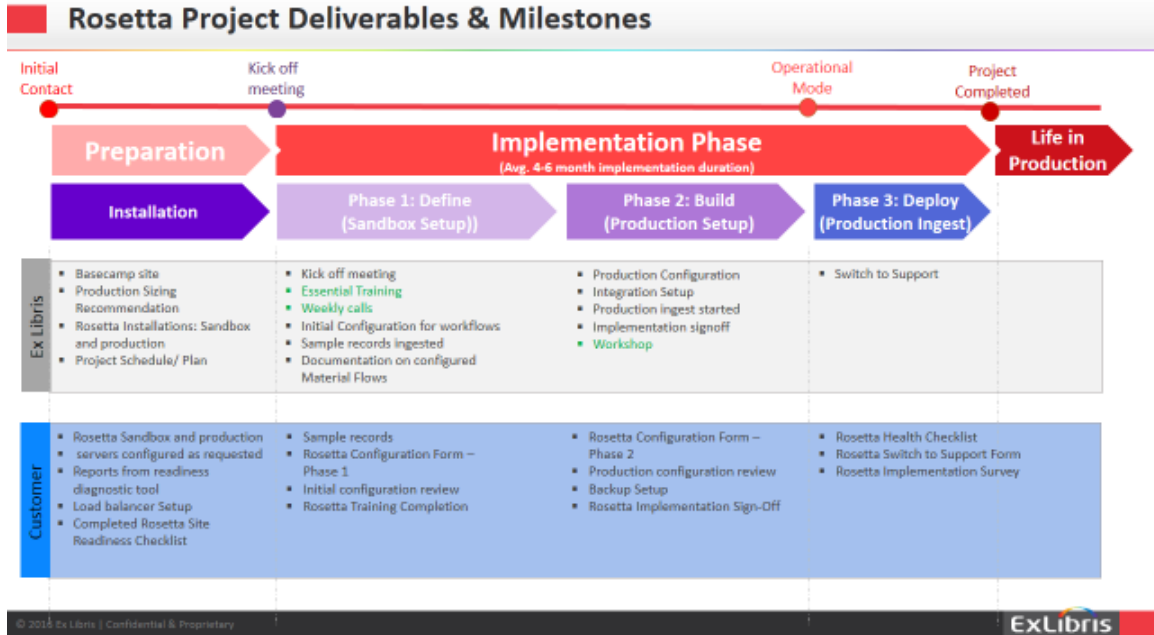 Rosetta Project Deliverables & Milestones
Initial
Contact
Kick off
meeting
Operational
Mode
Project
Completed
Preparation
Implementation Phase
(Avg. 4-6 month implementation duration)
Life in
Production
Installation
Phase 1: Define
(Sandbox Setup))
Phase 2: Build
(Production Setup)
Phase 3: Deploy
(Production Ingest)
Ex Libris
▪ Basecamp site
▪ Production Sizing
Recommendation
▪ Rosetta Installations: Sandbox
and production
▪ Project Schedule/ Plan
▪ Kick off meeting
▪ Essential Training
▪ Weekly calls
▪ Initial Configuration for workflows
▪ Sample records ingested
▪ Documentation on configured
Material Flows
▪ Production Configuration
▪ Integration Setup
▪ Production ingest started
▪ Implementation signoff
▪ Workshop
▪ Switch to Support
Customer
▪ Rosetta Sandbox and production
▪ servers configured as requested
▪ Reports from readiness
diagnostic tool
▪ Load balancer Setup
▪ Completed Rosetta Site
Readiness Checklist
▪ Sample records
▪ Rosetta Configuration Form –
Phase 1
▪ Initial configuration review
▪ Rosetta Training Completion
▪ Rosetta Configuration Form –
Phase 2
▪ Production configuration review
▪ Backup Setup
▪ Rosetta Implementation Sign-Off
▪ Rosetta Health Checklist
▪ Rosetta Switch to Support Form
▪ Rosetta Implementation Survey
© 2016 Ex Libris | Confidential & Proprietary
ExLibris